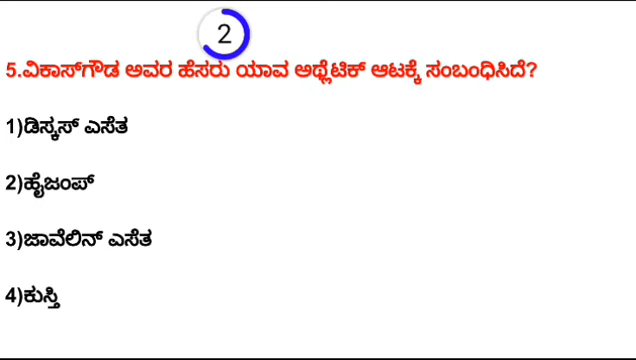 2
5.ವಿಕಾಸ್‌ಗೌಡ ಅವರ ಹೆಸರು ಯಾವ ಅಥ್ಲೆಟಿಕ್ ಆಟಕ್ಕೆ ಸಂಬಂಧಿಸಿದೆ?
1)ಡಿಸ್ಕಸ್ ಎಸೆತ
2)ಹೈಜಂಪ್
3)ಜಾವೆಲಿನ್ ಎಸೆತ
4)ಕುಸ್ತಿ